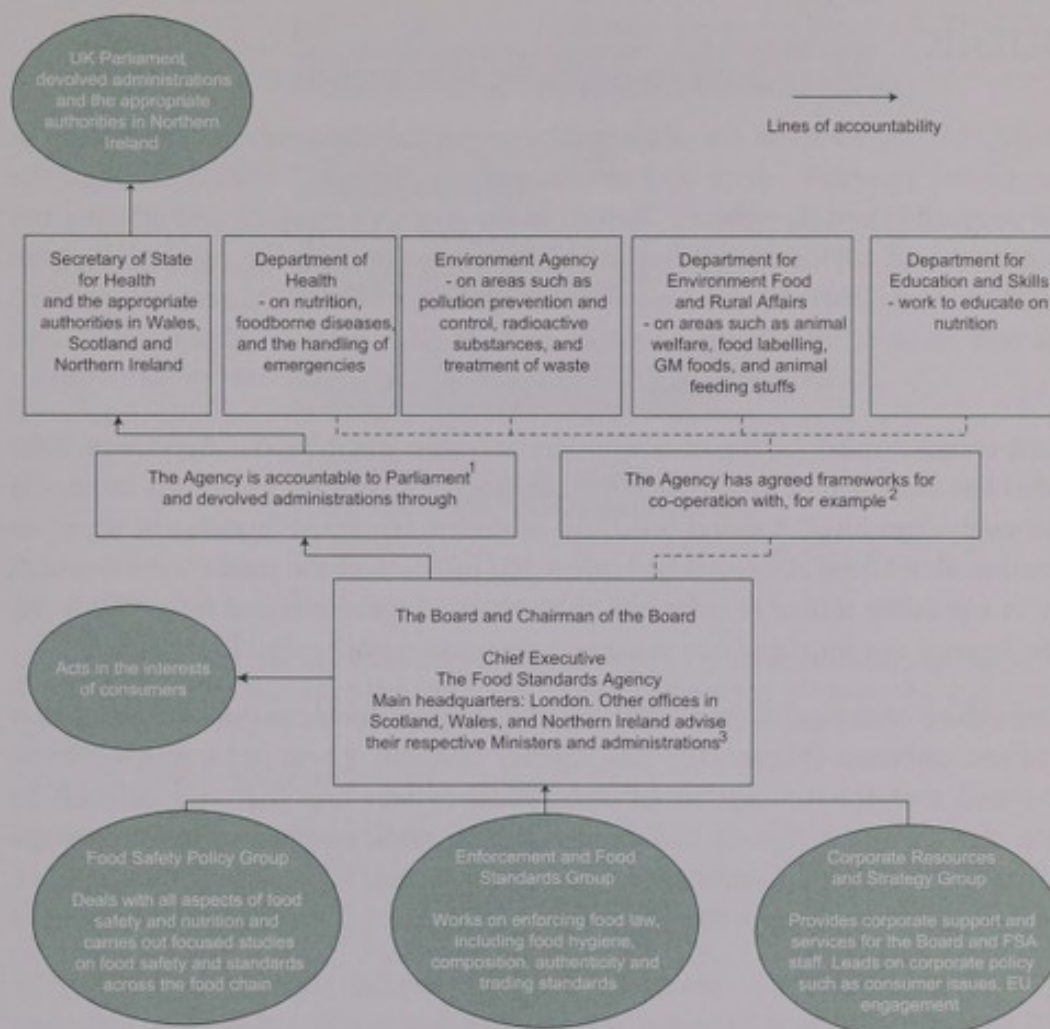 UK Parliament,
devolved administrations
and the appropriate
authorities in Northern
Ireland
Lines of accountability
Secretary of State
for Health
and the appropriate
authorities in Wales,
Scotland and
Northern Ireland
Department of
Health
- on nutrition,
foodborne diseases,
and the handling of
emergencies
Environment Agency
- on areas such as
pollution prevention and
control, radioactive
substances, and
treatment of waste
Department for
Environment Food
and Rural Affairs
- on areas such as animal
welfare, food labelling,
GM foods, and animal
feeding stuffs
Department for
Education and Skills
- work to educate on
nutrition
The Agency is accountable to Parliament1
and devolved administrations through
The Agency has agreed frameworks for
co-operation with, for example2
The Board and Chairman of the Board
Chief Executive
The Food Standards Agency
Main headquarters: London. Other offices in
Scotland, Wales, and Northern Ireland advise
their respective Ministers and administrations3
Acts in the interests
of consumers
Food Safety Policy Group
Deals with all aspects of food
safety and nutrition and
carries out focused studies
on food safety and standards
across the food chain
Enforcement and Food
Standards Group
Works on enforcing food law,
including food hygiene,
composition, authenticity and
trading standards
Corporate Resources
and Strategy Group
Provides corporate support and
services for the Board and FSA
staff. Leads on corporate policy
such as consumer issues, EU
engagement